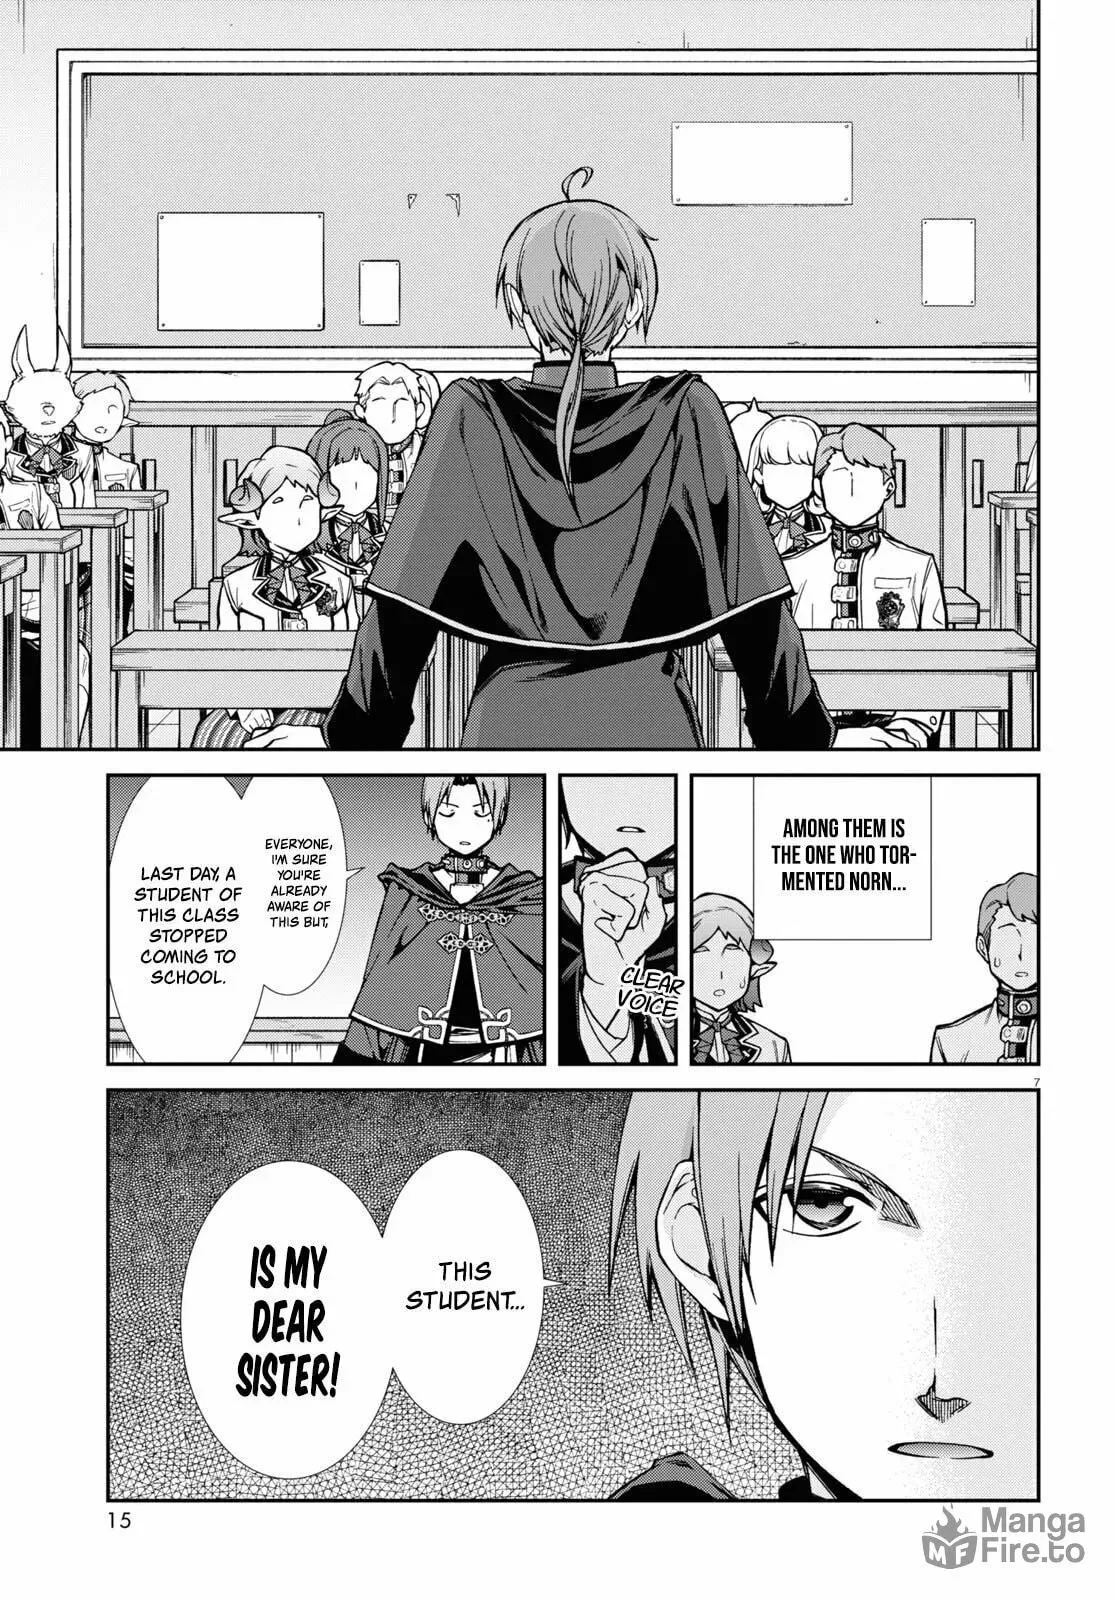 AMONG THEM IS
THE ONE WHO TOR-
MENTED NORN...
CLEAR
VOICE
EVERYONE,
I'M SURE
YOU'RE
ALREADY
AWARE OF
THIS BUT,
LAST DAY, A
STUDENT OF
THIS CLASS
STOPPED
COMING TO
SCHOOL.
7
THIS
STUDENT...
IS MY
DEAR
SISTER!
15
MF
Manga
Fire.to